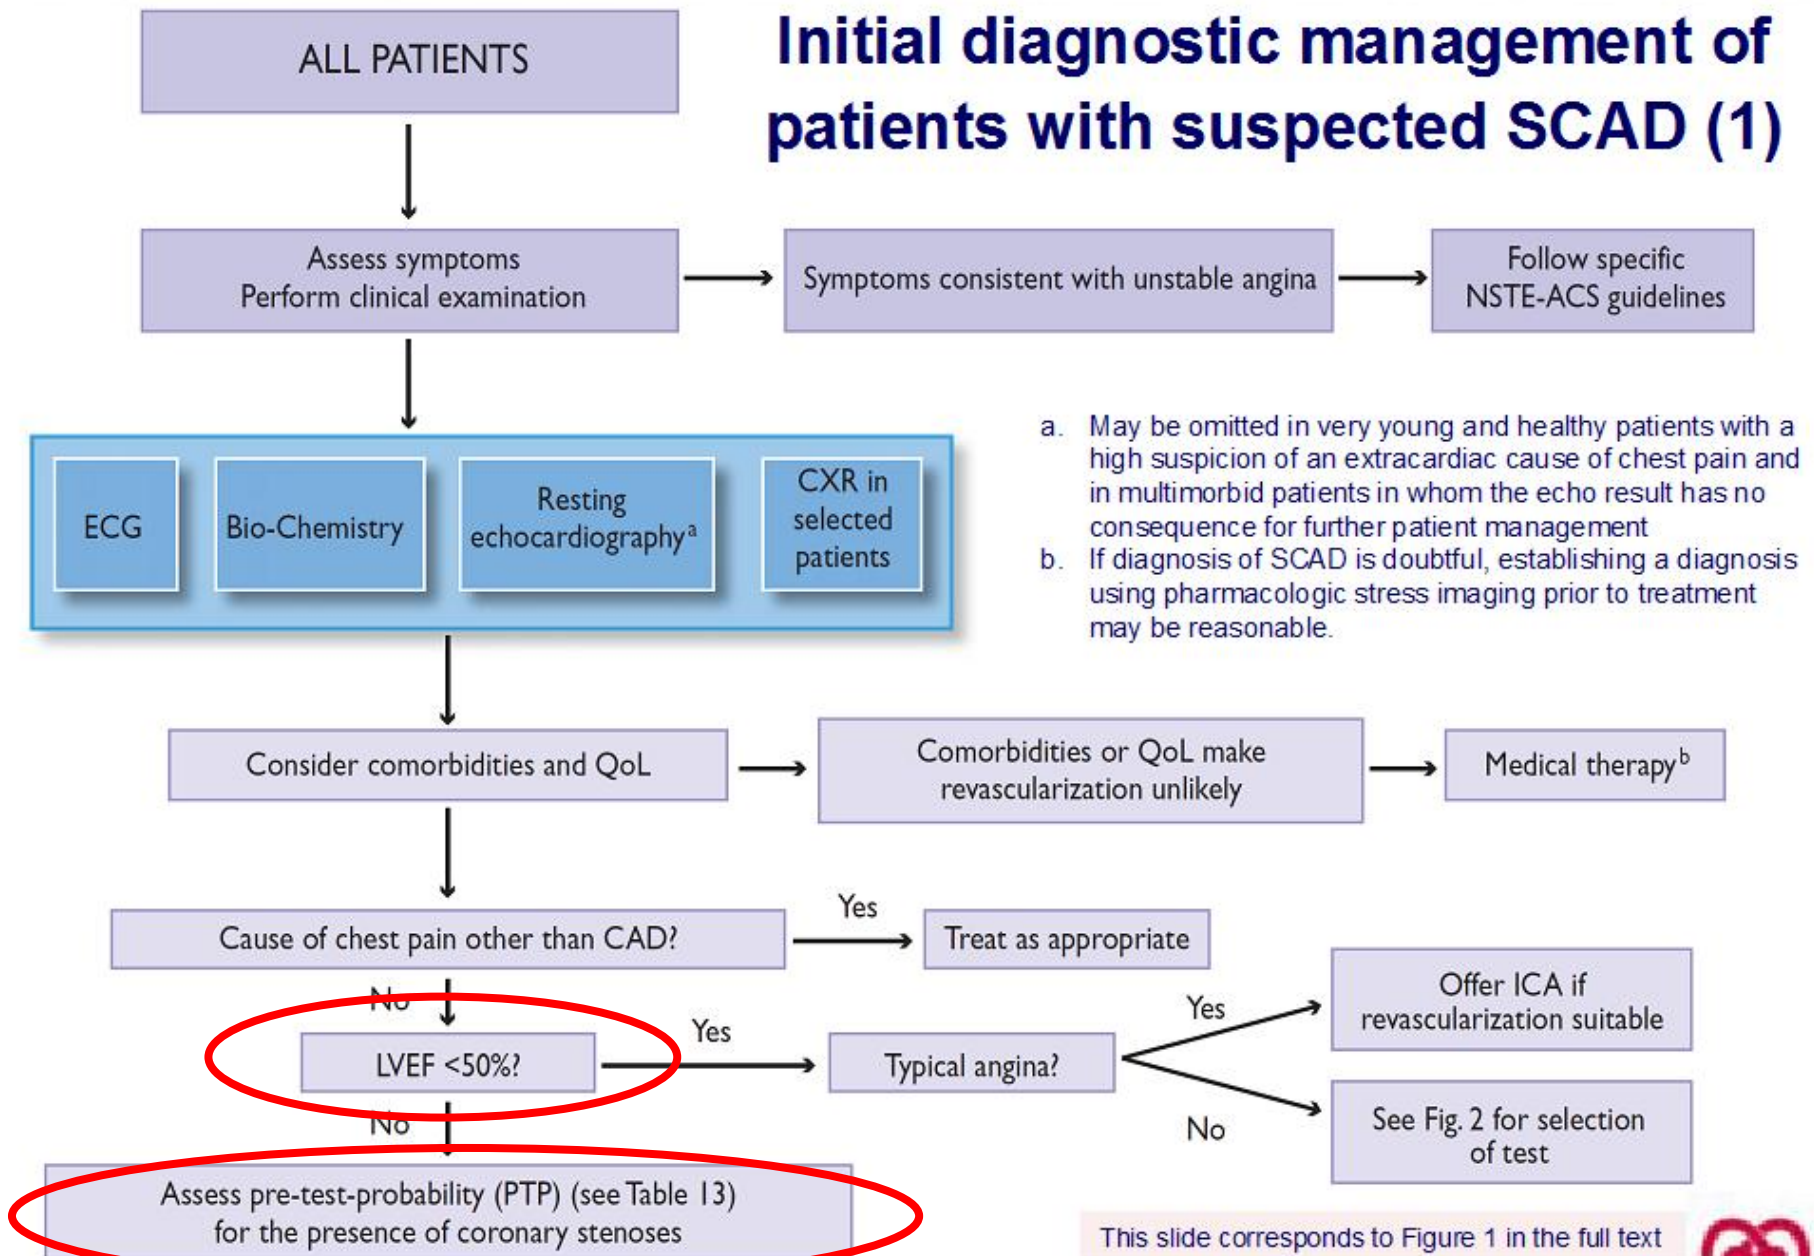 Initial diagnostic management of
patients with suspected SCAD (1)
ALL PATIENTS
Assess symptoms
Perform clinical examination
Symptoms consistent with unstable angina
Follow specific
NSTE-ACS guidelines
ECG
Bio-Chemistry
Resting
echocardiographyᵃ
CXR in
selected
patients
a. May be omitted in very young and healthy patients with a
high suspicion of an extracardiac cause of chest pain and
in multimorbid patients in whom the echo result has no
consequence for further patient management
b. If diagnosis of SCAD is doubtful, establishing a diagnosis
using pharmacologic stress imaging prior to treatment
may be reasonable.
Consider comorbidities and QoL
Comorbidities or QoL make
revascularization unlikely
Medical therapyᵇ
Cause of chest pain other than CAD?
Yes
Treat as appropriate
No
LVEF <50%?
Yes
Typical angina?
Yes
Offer ICA if
revascularization suitable
No
See Fig. 2 for selection
of test
No
Assess pre-test-probability (PTP) (see Table 13)
for the presence of coronary stenoses
This slide corresponds to Figure 1 in the full text